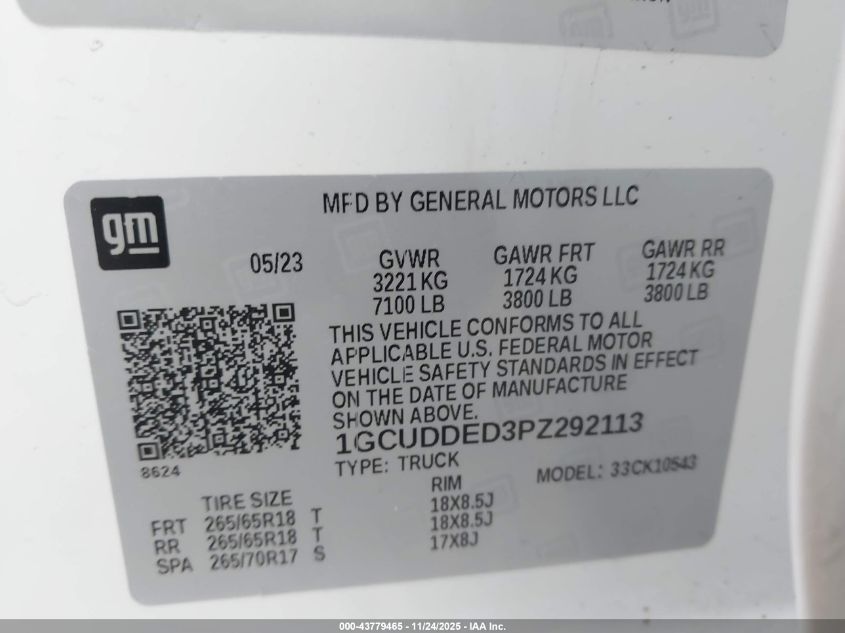 gm
MFD BY GENERAL MOTORS LLC
05/23 GVWR GAWR FRT GAWR RR
3221 KG 1724 KG 1724 KG
7100 LB 3800 LB 3800 LB
THIS VEHICLE CONFORMS TO ALL
APPLICABLE U.S. FEDERAL MOTOR
VEHICLE SAFETY STANDARDS IN EFFECT
ON THE DATE OF MANUFACTURE
SHOWN ABOVE.
1GCUDDED3PZ292113
8624
TYPE: TRUCK MODEL: 33CK10543
TIRE SIZE RIM
FRT 265/65R18 T 18X8.5J
RR 265/65R18 T 18X8.5J
SPA 265/70R17 S 17X8J
000-43779465 - 11/24/2025 - IAA Inc.